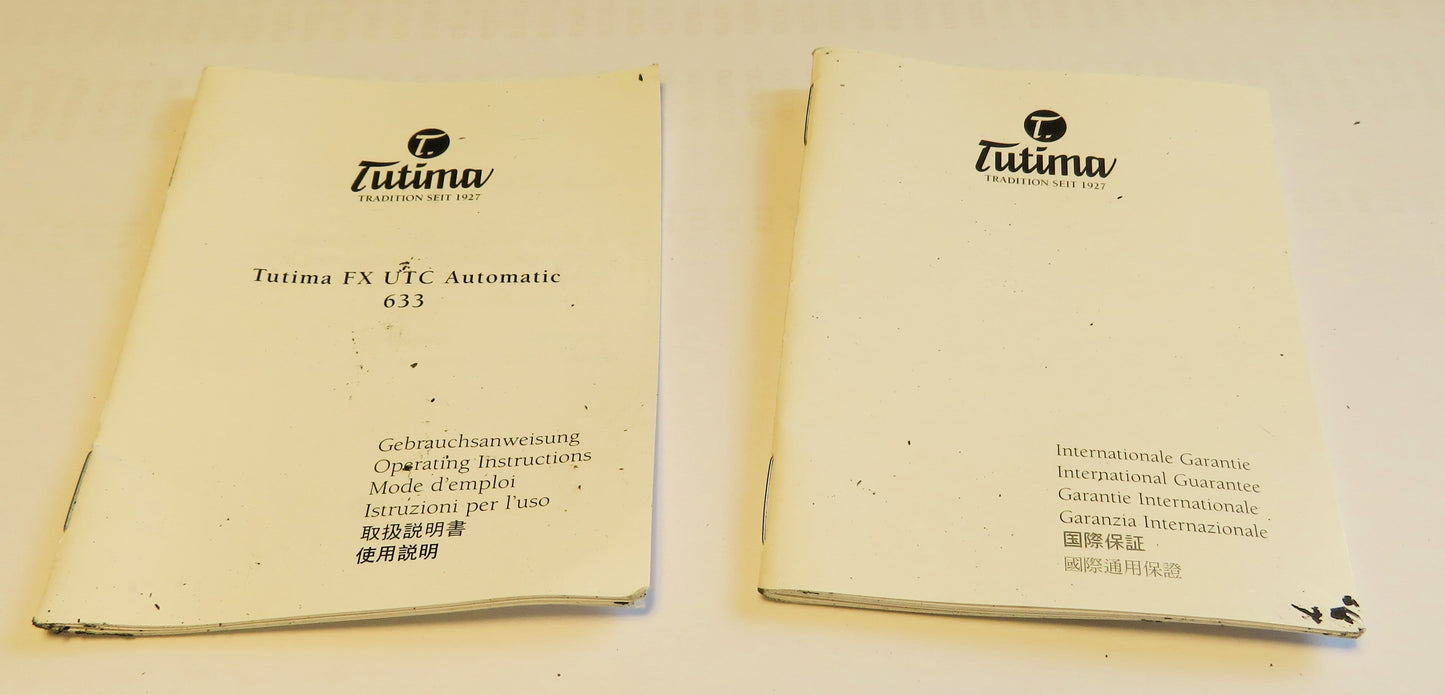 T
Tutima
TRADITION SEIT 1927
Tutima FX UTC Automatic
633
Gebrauchsanweisung
Operating Instructions
Mode d'emploi
Istruzioni per l'uso
取扱説明書
使用説明
T
Tutima
TRADITION SEIT 1927
Internationale Garantie
International Guarantee
Garantie Internationale
Garanzia Internazionale
国際保証
國際通用保證